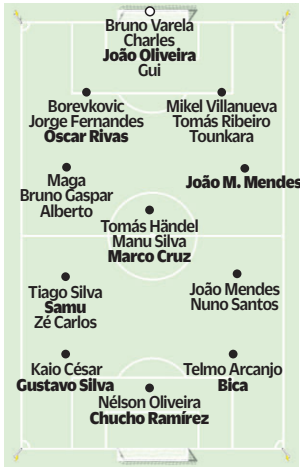 Bruno Varela
Charles
João Oliveira
Gui
Borevkovic
Jorge Fernandes
Óscar Rivas
Mikel Villanueva
Tomás Ribeiro
Tounkara
Maga
Bruno Gaspar
Alberto
João M. Mendes
Tomás Händel
Manu Silva
Marco Cruz
Tiago Silva
Samu
Zé Carlos
João Mendes
Nuno Santos
Kaio César
Gustavo Silva
Telmo Arcanjo
Bica
Nélson Oliveira
Chucho Ramírez